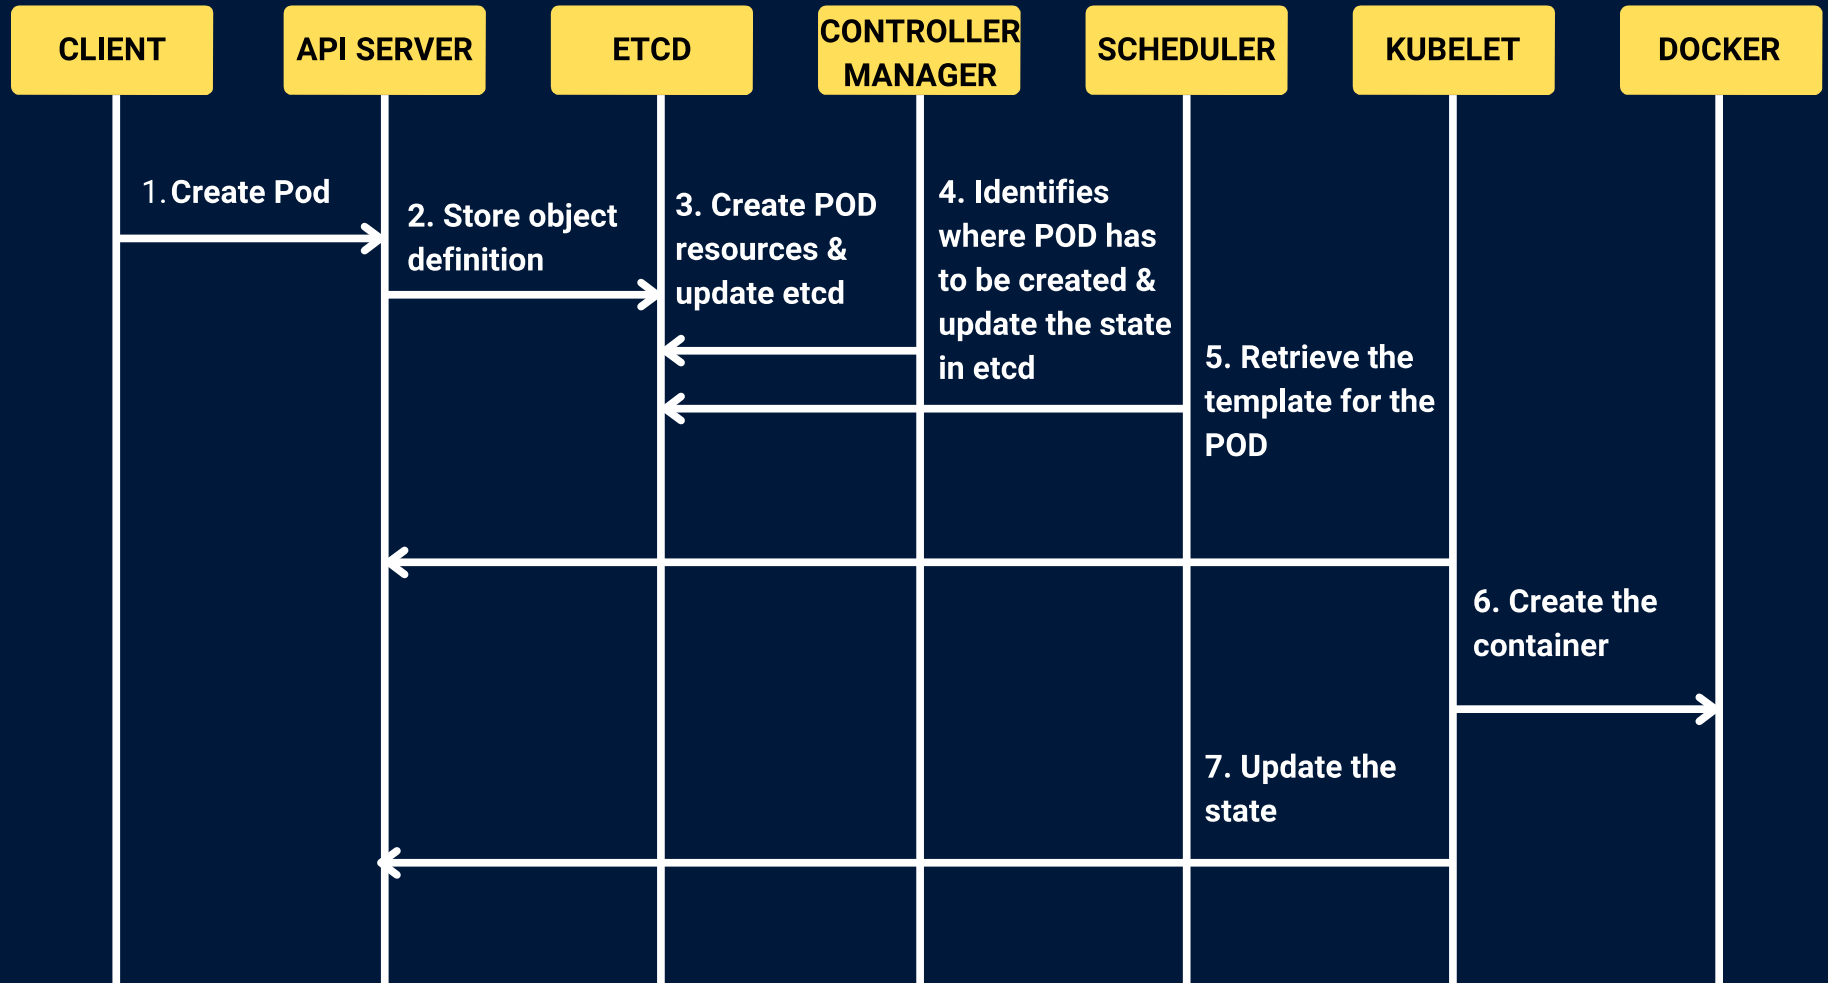 CLIENT
API SERVER
ETCD
CONTROLLER
MANAGER
SCHEDULER
KUBELET
DOCKER
1. Create Pod
2. Store object
definition
3. Create POD
resources &
update etcd
4. Identifies
where POD has
to be created &
update the state
in etcd
5. Retrieve the
template for the
POD
6. Create the
container
7. Update the
state